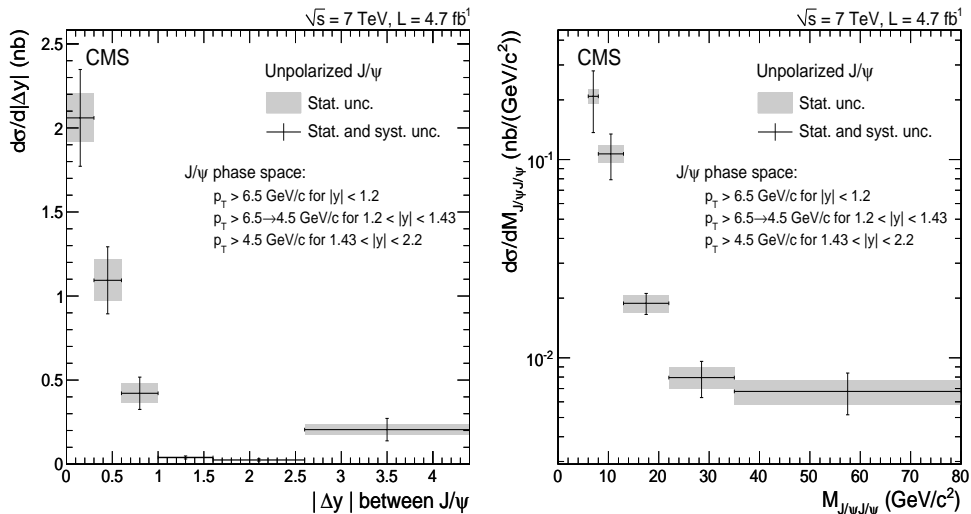 √s = 7 TeV, L = 4.7 fb⁻¹
CMS
Unpolarized J/ψ
Stat. unc.
Stat. and syst. unc.
J/ψ phase space:
p_T > 6.5 GeV/c for |y| < 1.2
p_T > 6.5→4.5 GeV/c for 1.2 < |y| < 1.43
p_T > 4.5 GeV/c for 1.43 < |y| < 2.2
dσ/d|Δy| (nb)
2.5
2
1.5
1
0.5
0
0 0.5 1 1.5 2 2.5 3 3.5 4
|Δy| between J/ψ
√s = 7 TeV, L = 4.7 fb⁻¹
CMS
Unpolarized J/ψ
Stat. unc.
Stat. and syst. unc.
J/ψ phase space:
p_T > 6.5 GeV/c for |y| < 1.2
p_T > 6.5→4.5 GeV/c for 1.2 < |y| < 1.43
p_T > 4.5 GeV/c for 1.43 < |y| < 2.2
dσ/dM_J/ψJ/ψ (nb/(GeV/c²))
10⁻¹
10⁻²
0 10 20 30 40 50 60 70 80
M_J/ψJ/ψ (GeV/c²)